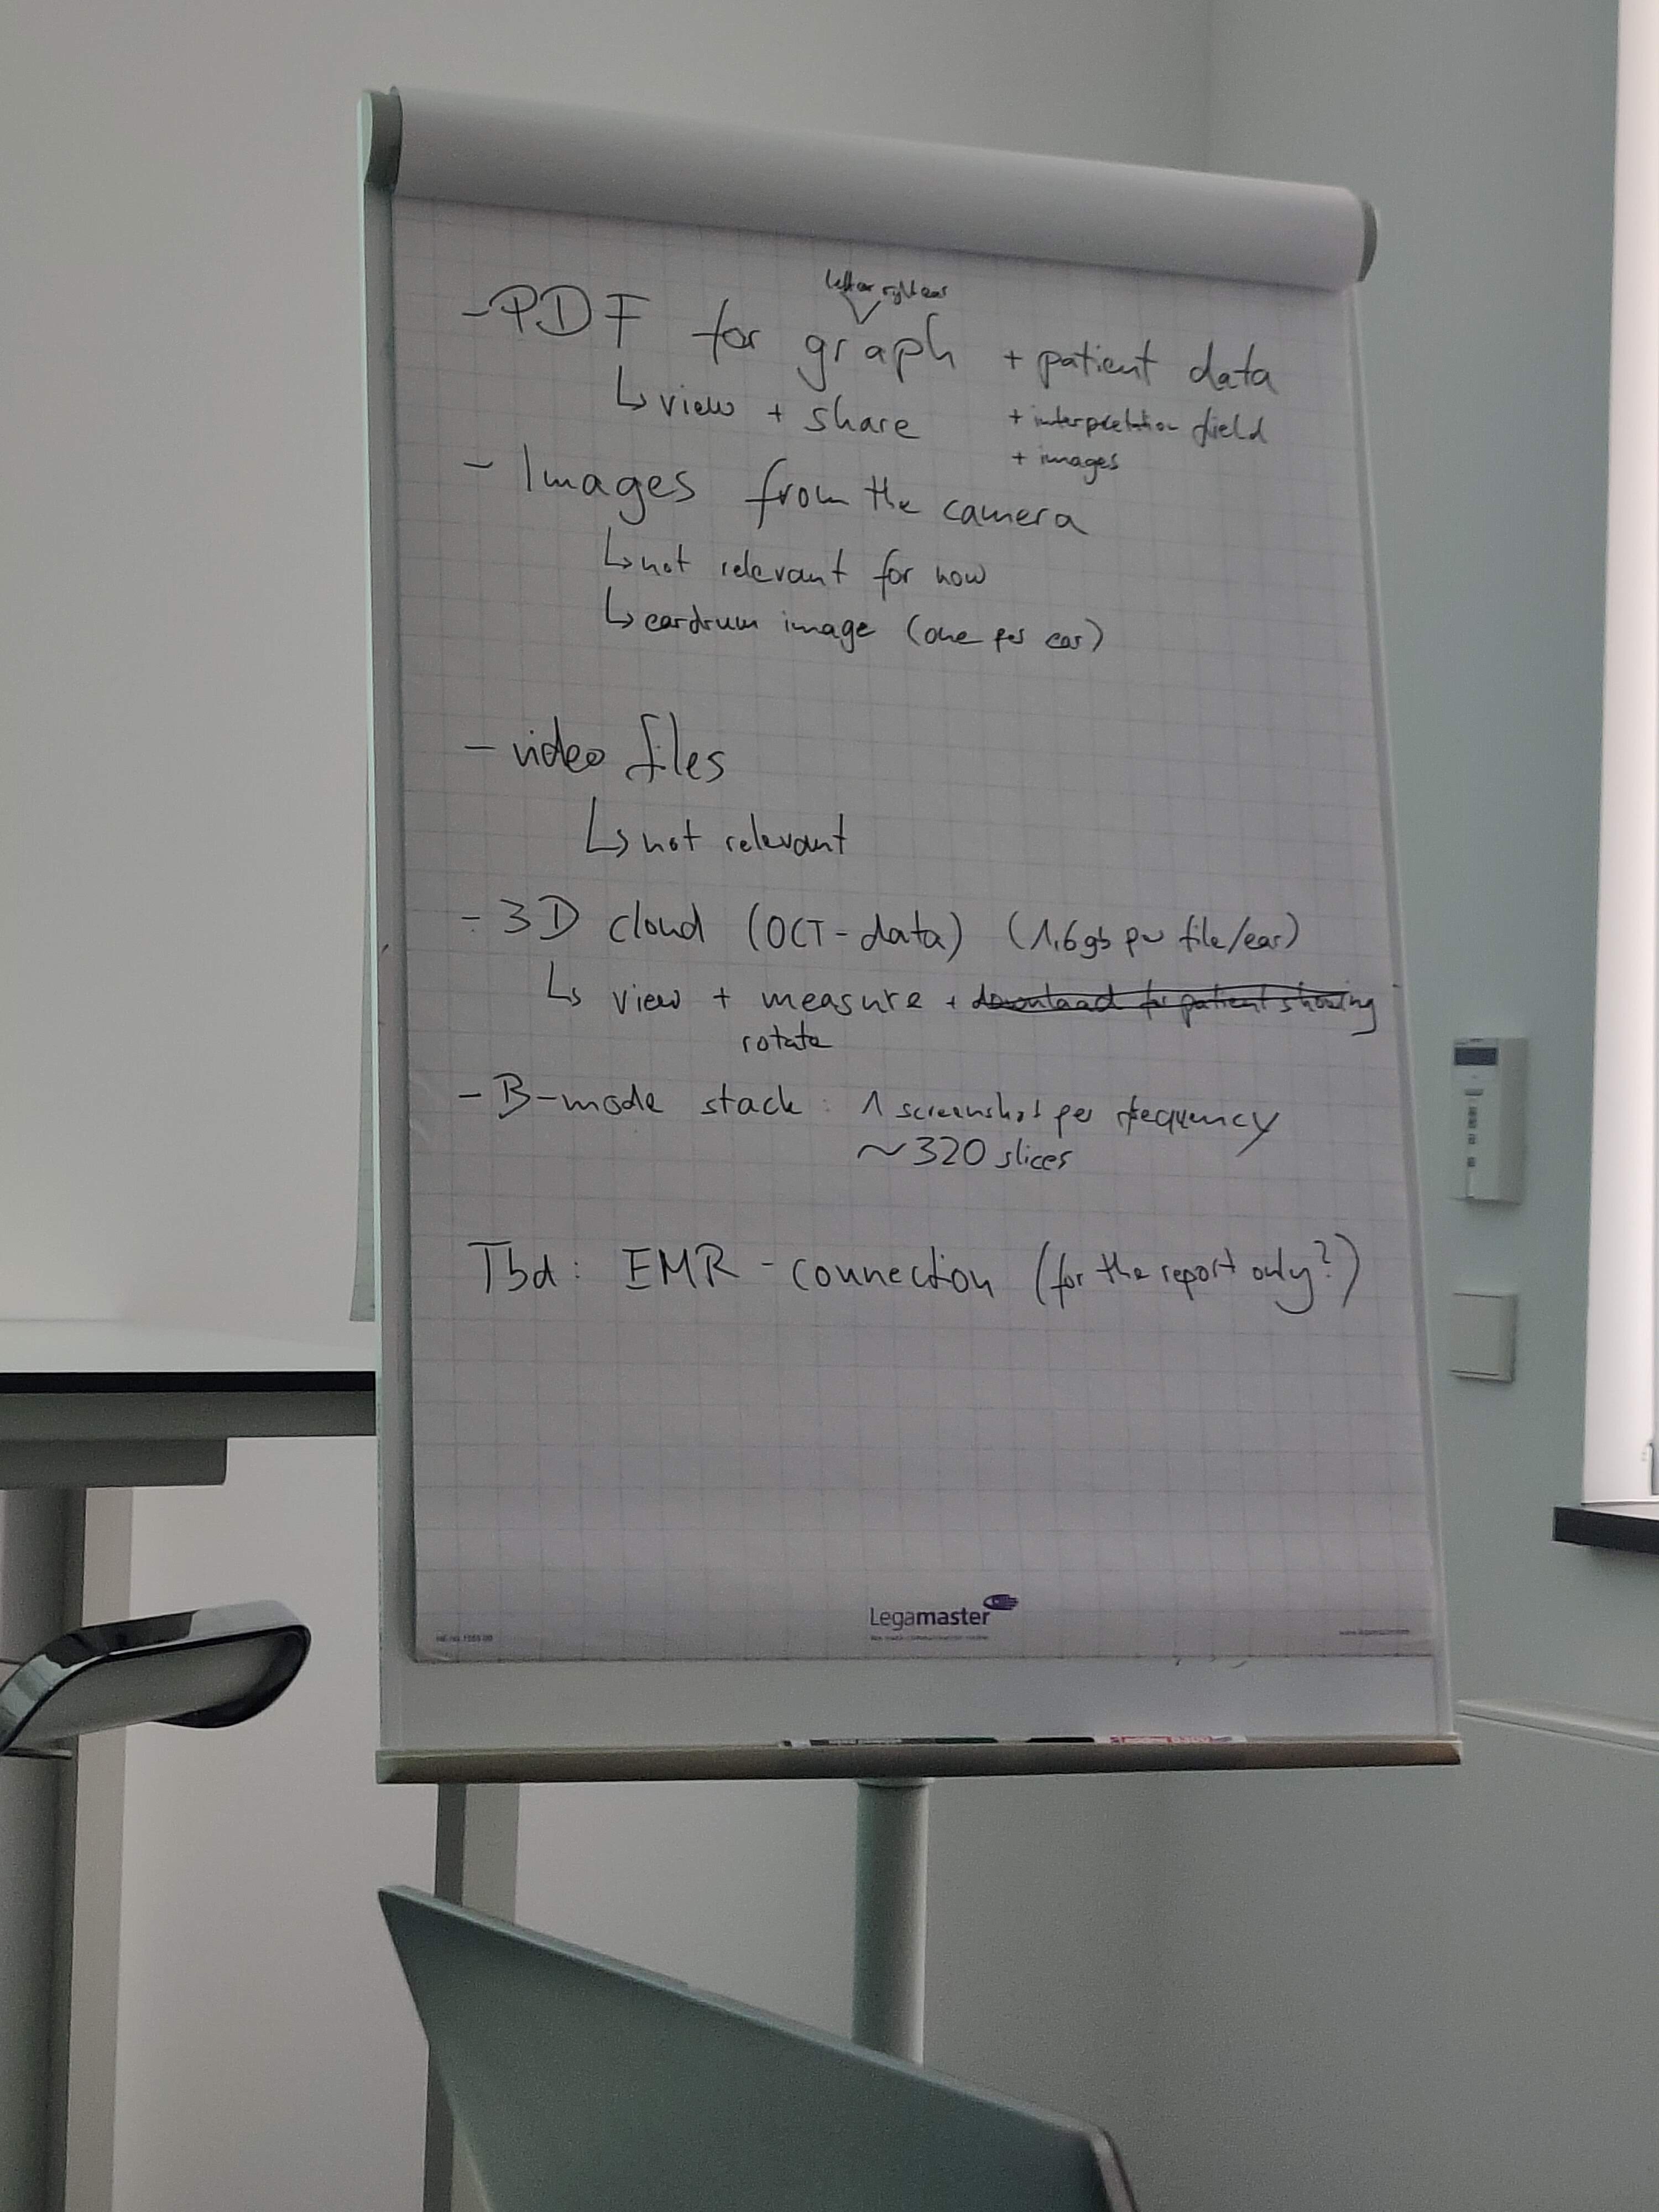 left or right ear
- PDF for graph + patient data
↳ view + share + interpretation field
+ images
- Images from the camera
↳ not relevant for now
↳ eardrum image (one per ear)
- video files
↳ not relevant
- 3D cloud (OCT-data) (1,6gb per file/ear)
↳ view + measure + download for patient showing
rotate
- B-mode stack: 1 screenshot per frequency
~320 slices
Tbd: EMR-connection (for the report only?)
Legamaster